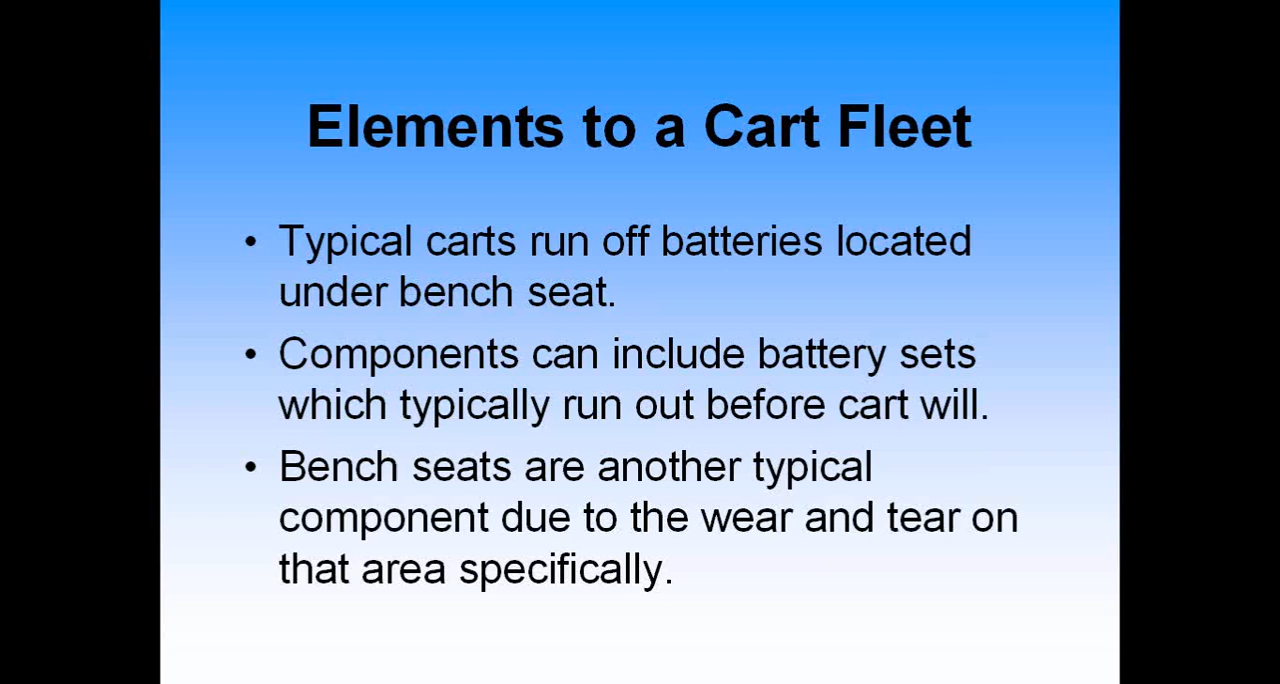 Elements to a Cart Fleet
• Typical carts run off batteries located
under bench seat.
• Components can include battery sets
which typically run out before cart will.
• Bench seats are another typical
component due to the wear and tear on
that area specifically.